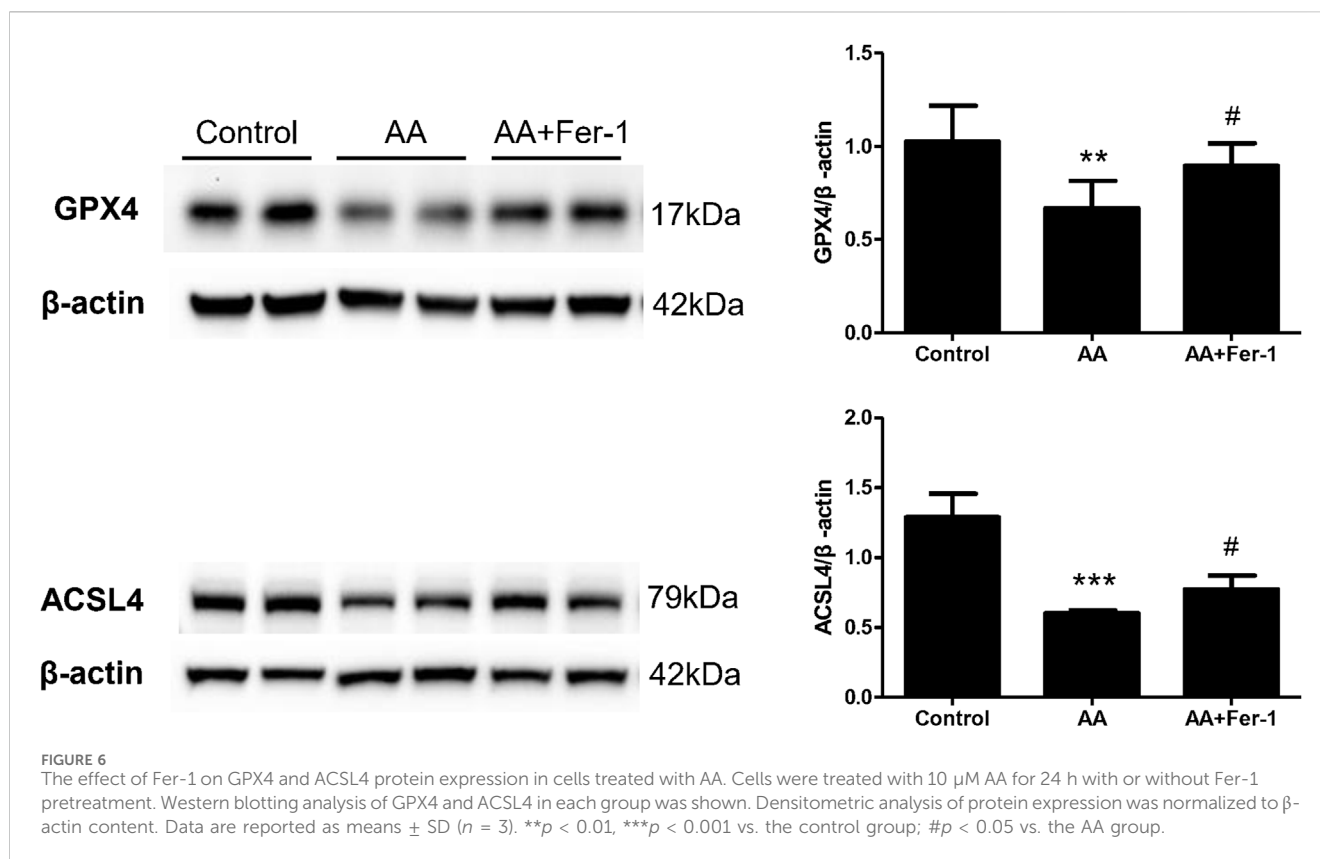 Control AA AA+Fer-1
GPX4 17kDa
β-actin 42kDa
ACSL4 79kDa
β-actin 42kDa
GPX4/β -actin
1.5
**
#
1.0
0.5
0.0
Control AA AA+Fer-1
ACSL4/β -actin
2.0
1.5
***
#
1.0
0.5
0.0
Control AA AA+Fer-1
FIGURE 6
The effect of Fer-1 on GPX4 and ACSL4 protein expression in cells treated with AA. Cells were treated with 10 µM AA for 24 h with or without Fer-1
pretreatment. Western blotting analysis of GPX4 and ACSL4 in each group was shown. Densitometric analysis of protein expression was normalized to β-
actin content. Data are reported as means ± SD (n = 3). **p < 0.01, ***p < 0.001 vs. the control group; #p < 0.05 vs. the AA group.